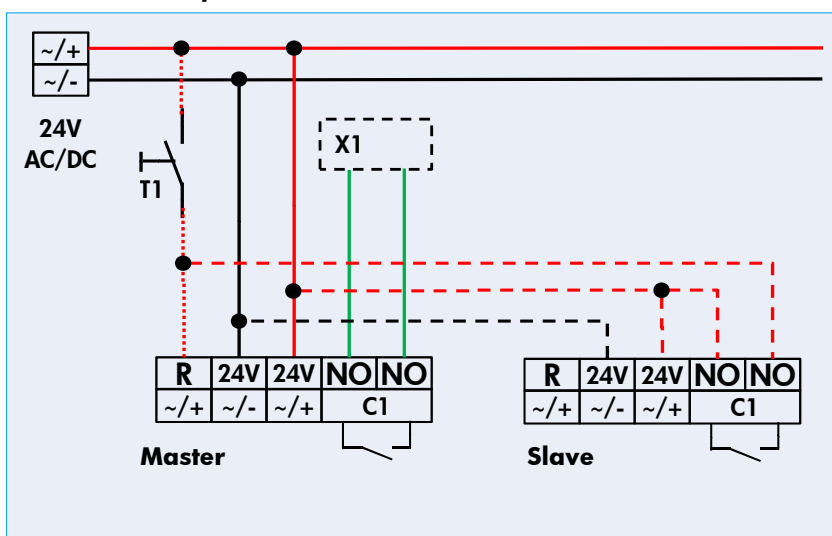 ~/+
~/-
24V
AC/DC
T1
X1
R 24V 24V NO NO
~/+ ~/- ~/+ C1
Master
R 24V 24V NO NO
~/+ ~/- ~/+ C1
Slave